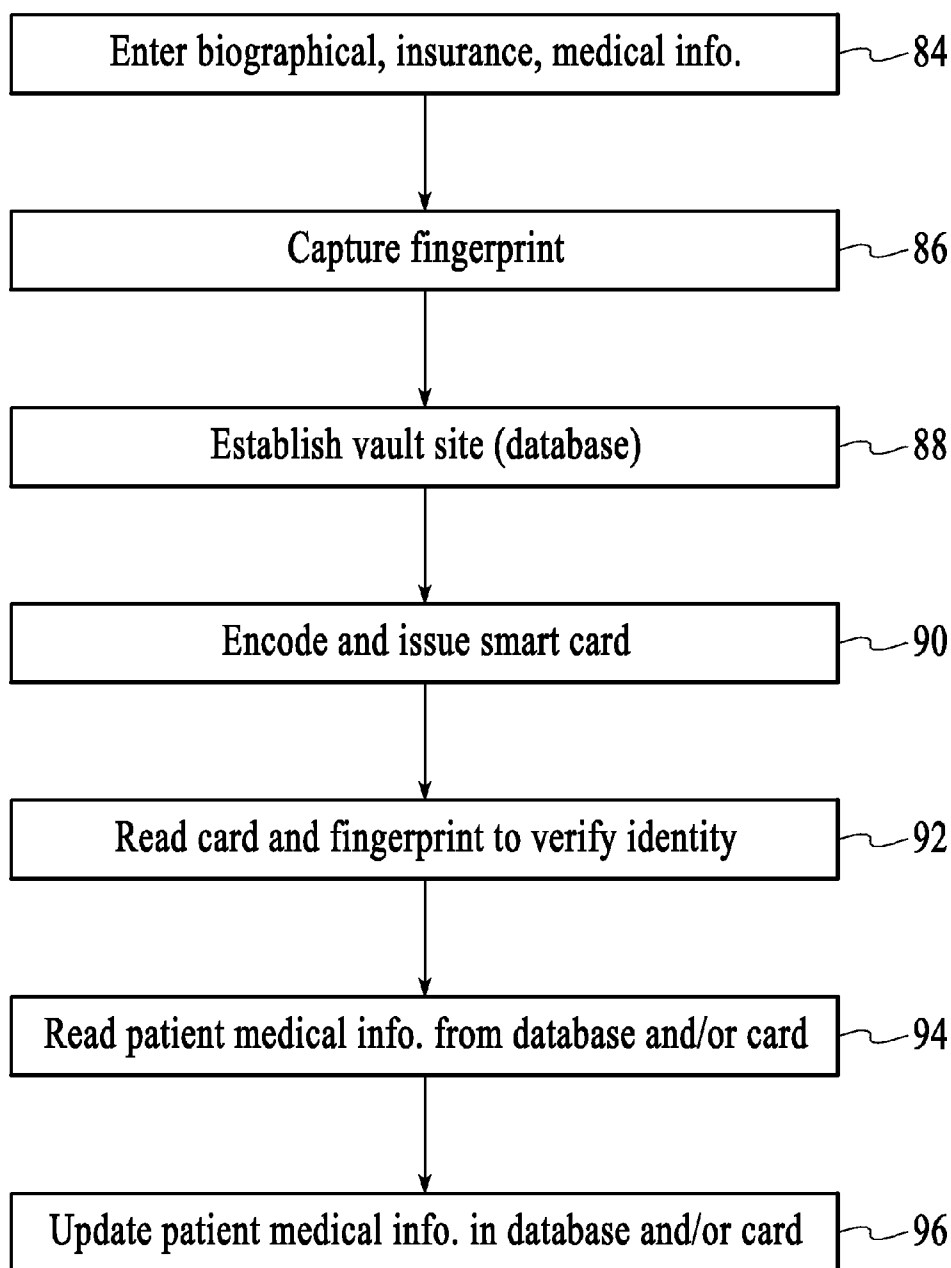 Enter biographical, insurance, medical info. 84
Capture fingerprint 86
Establish vault site (database) 88
Encode and issue smart card 90
Read card and fingerprint to verify identity 92
Read patient medical info. from database and/or card 94
Update patient medical info. in database and/or card 96